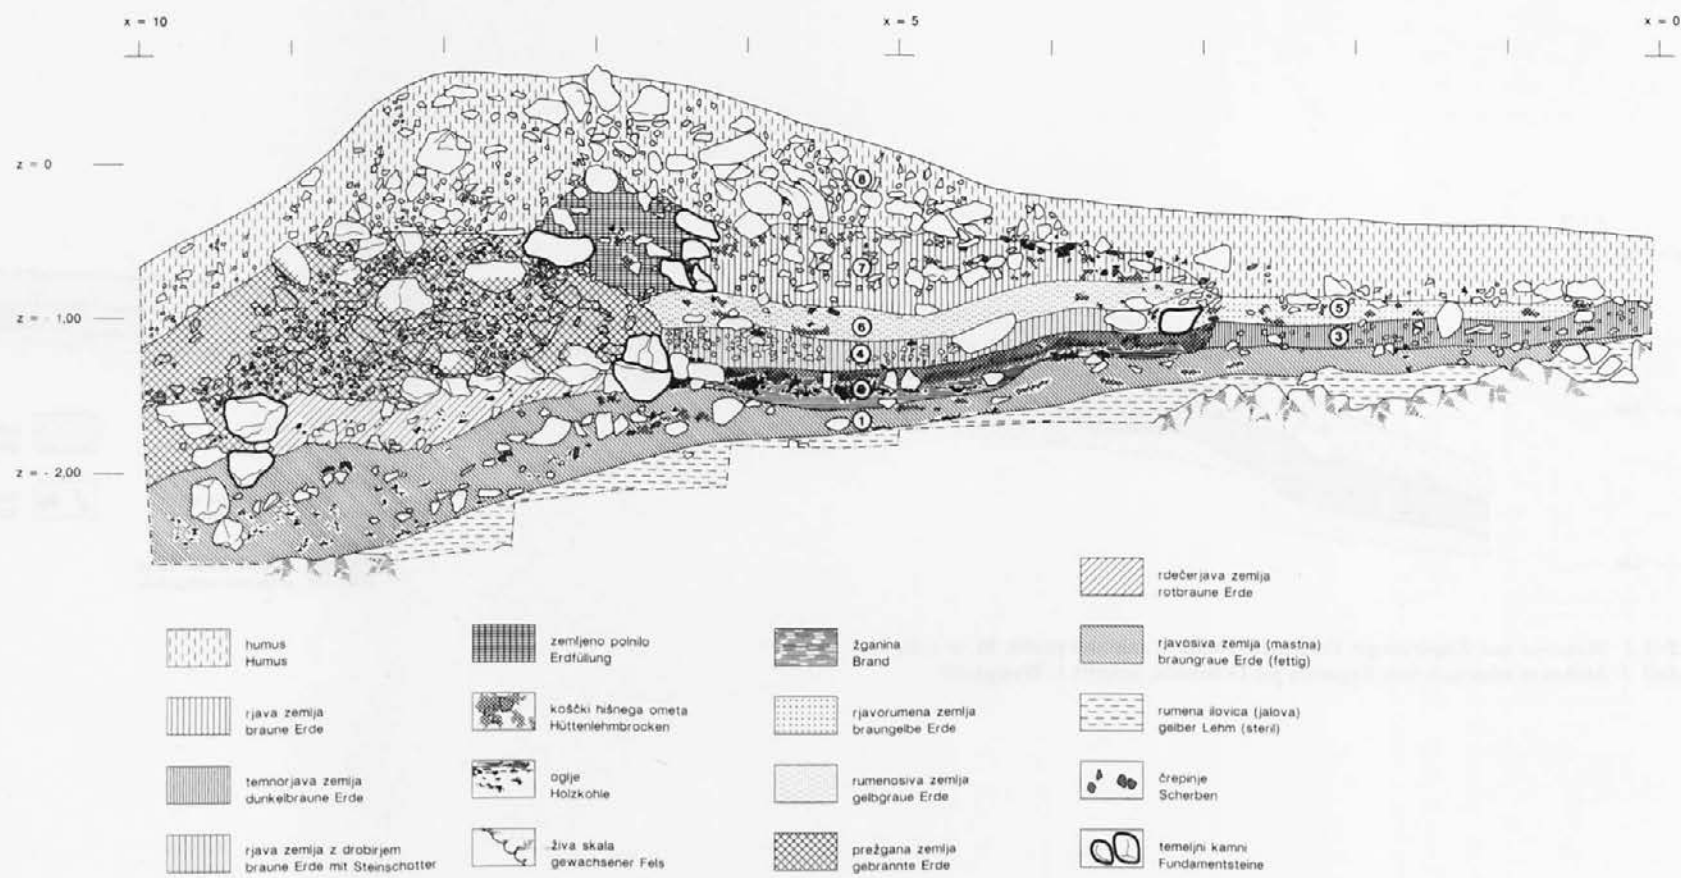 x = 10
x = 5
x = 0
z = 0
z = - 1,00
z = - 2,00
8
7
6
5
4
3
1
humus
Humus
rjava zemlja
braune Erde
temnorjava zemlja
dunkelbraune Erde
rjava zemlja z drobirjem
braune Erde mit Steinschotter
zemljeno polnilo
Erdfüllung
koščki hišnega ometa
Hüttenlehmbrocken
oglje
Holzkohle
živa skala
gewachsener Fels
žganina
Brand
rjavorumena zemlja
braungelbe Erde
rumenosiva zemlja
gelbgraue Erde
prežgana zemlja
gebrannte Erde
rdečerjava zemlja
rotbraune Erde
rjavosiva zemlja (mastna)
braungraue Erde (fettig)
rumena ilovica (jalova)
gelber Lehm (steril)
črepinje
Scherben
temeljni kamni
Fundamentsteine